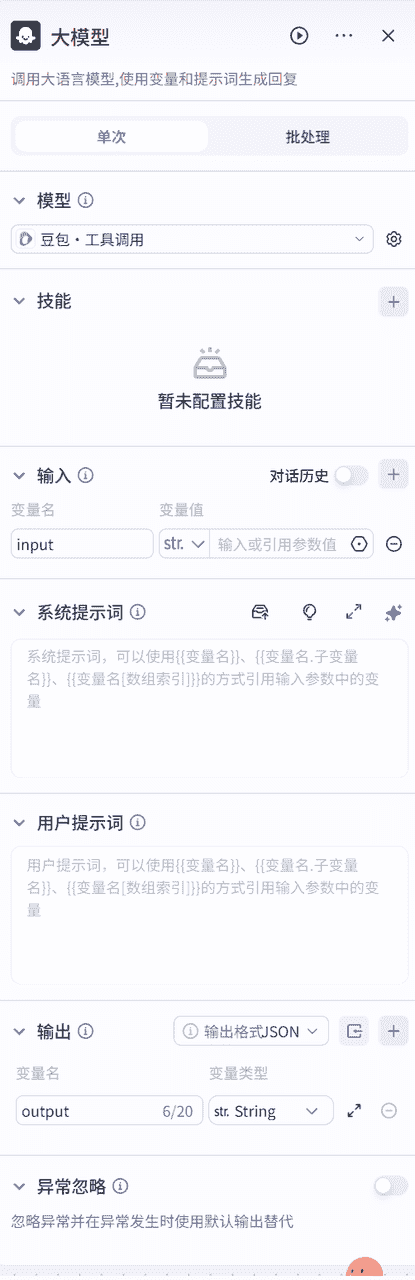 大模型
调用大语言模型,使用变量和提示词生成回复
单次 批处理
模型
豆包·工具调用
技能
暂未配置技能
输入 对话历史
变量名 变量值
input str. 输入或引用参数值
系统提示词
系统提示词，可以使用{{变量名}}、{{变量名.子变量
名}}、{{变量名[数组索引]}}的方式引用输入参数中的变
量
用户提示词
用户提示词，可以使用{{变量名}}、{{变量名.子变量
名}}、{{变量名[数组索引]}}的方式引用输入参数中的变
量
输出 输出格式JSON
变量名 变量类型
output 6/20 str. String
异常忽略
忽略异常并在异常发生时使用默认输出替代